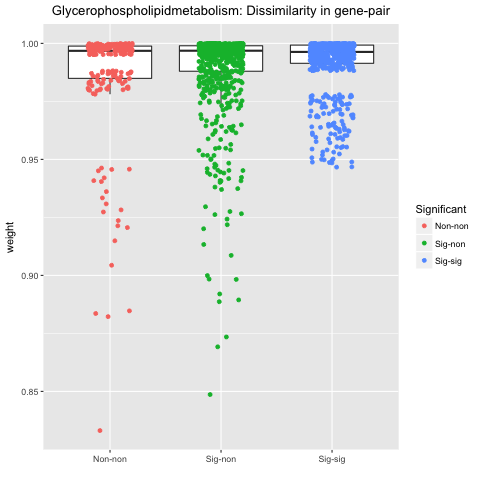 Glycerophospholipidmetabolism: Dissimilarity in gene-pair
1.00
0.95
0.90
0.85
weight
Non-non
Sig-non
Sig-sig
Significant
Non-non
Sig-non
Sig-sig